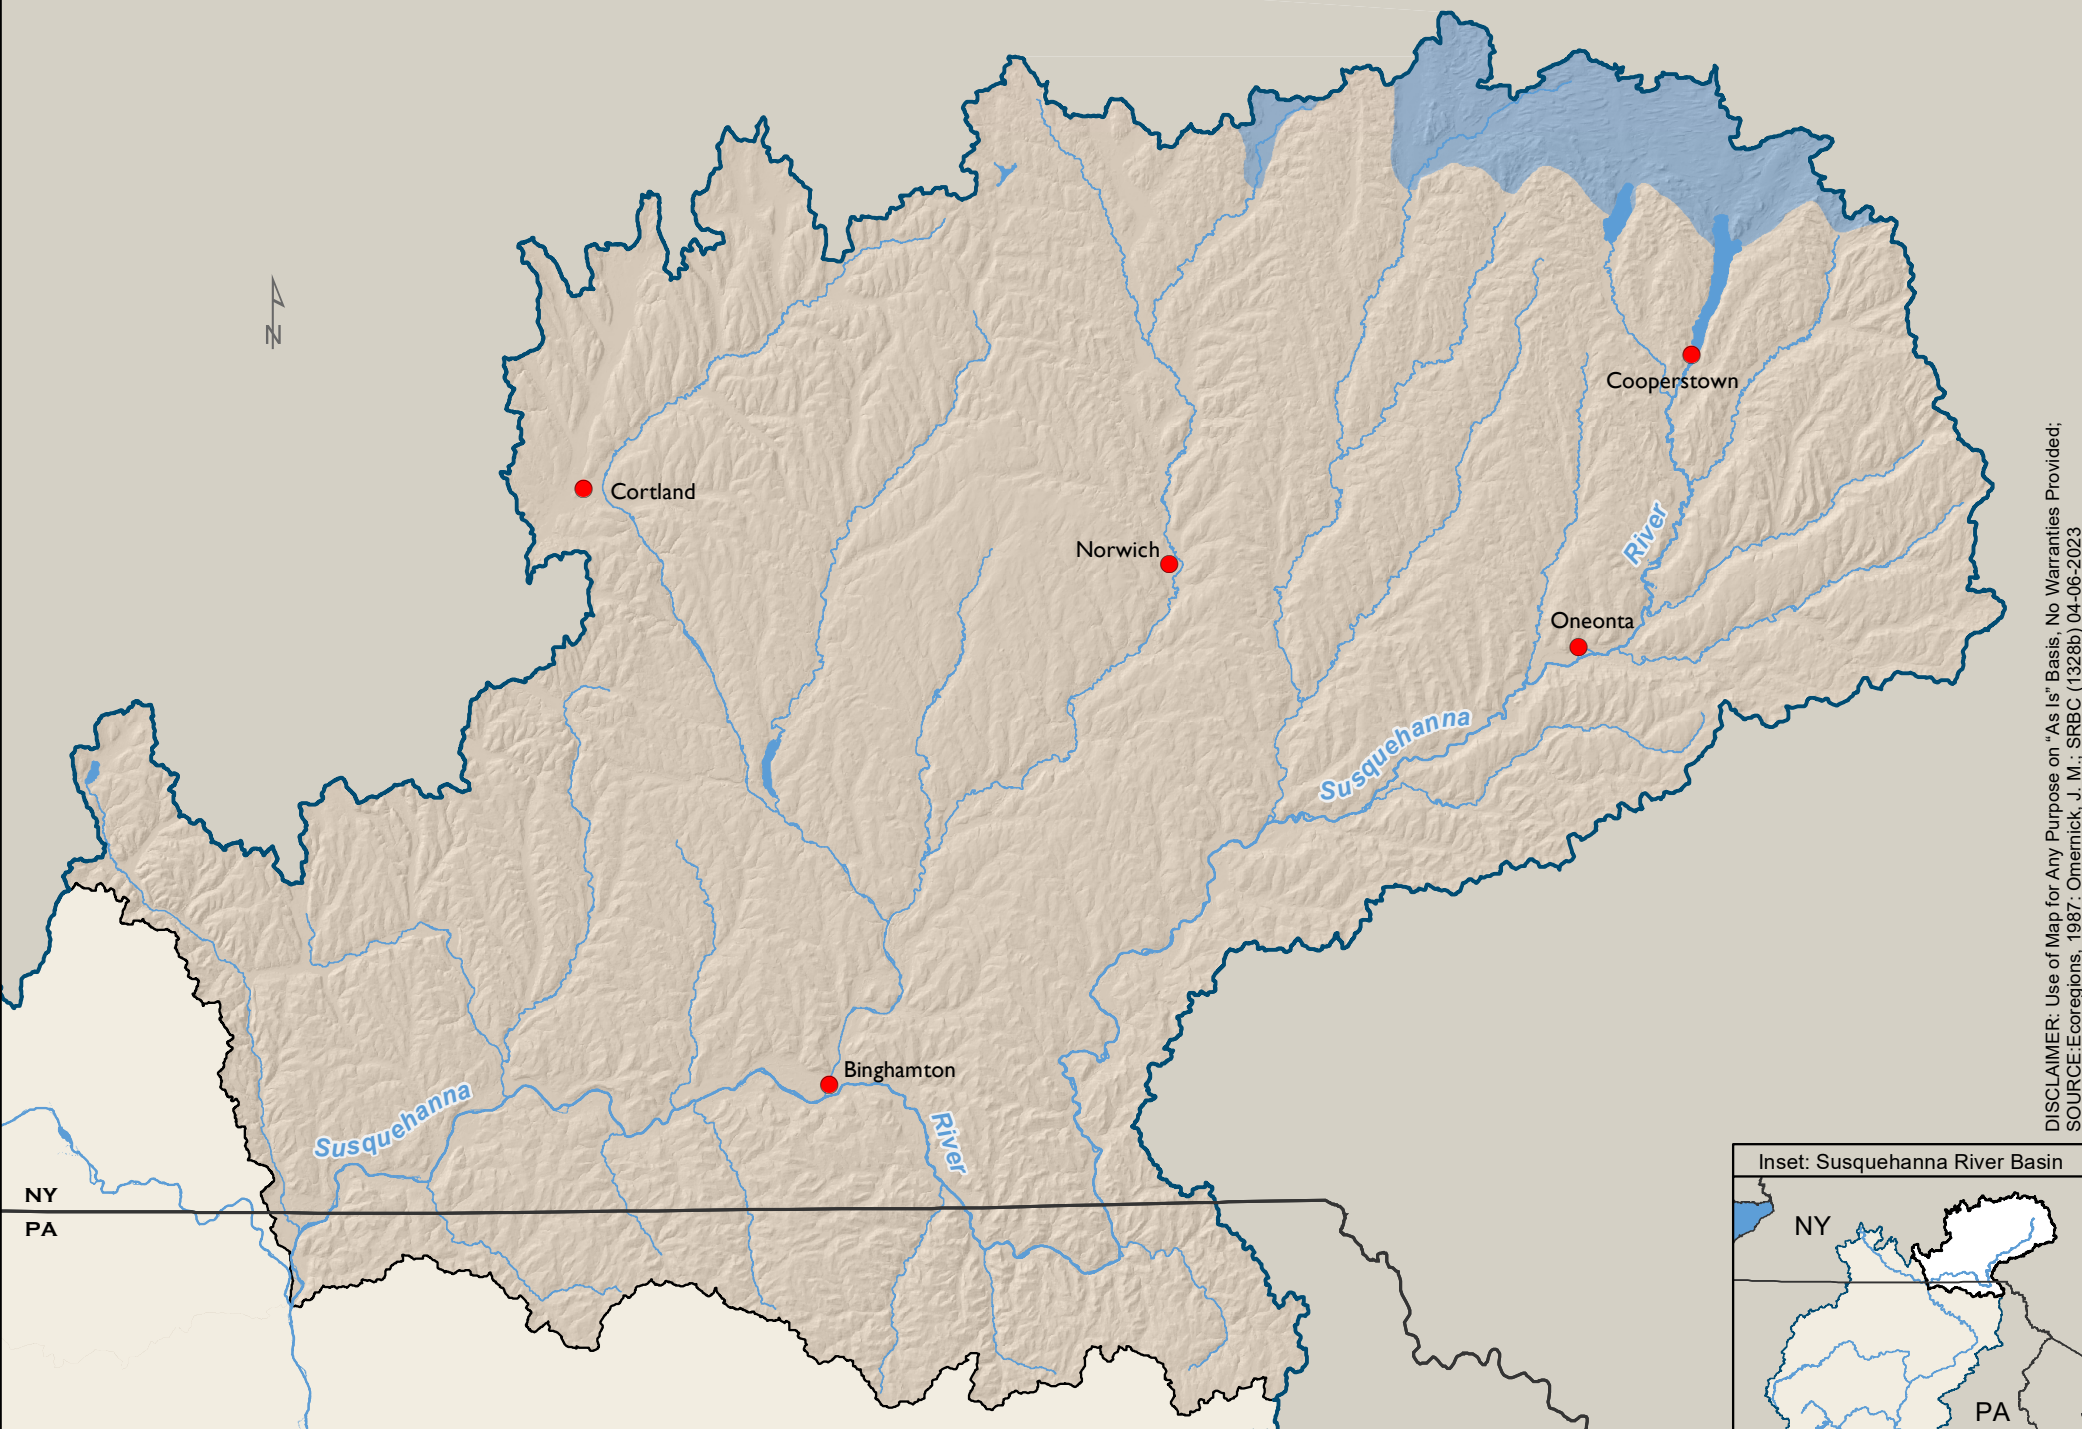 N
Cooperstown
Cortland
Norwich
River
Oneonta
Susquehanna
Binghamton
Susquehanna
River
NY
PA
DISCLAIMER: Use of Map for Any Purpose on "As Is" Basis, No Warranties Provided;
SOURCE:Ecoregions, 1987: Omernick, J. M.; SRBC (1328b) 04-06-2023
Inset: Susquehanna River Basin
NY
PA